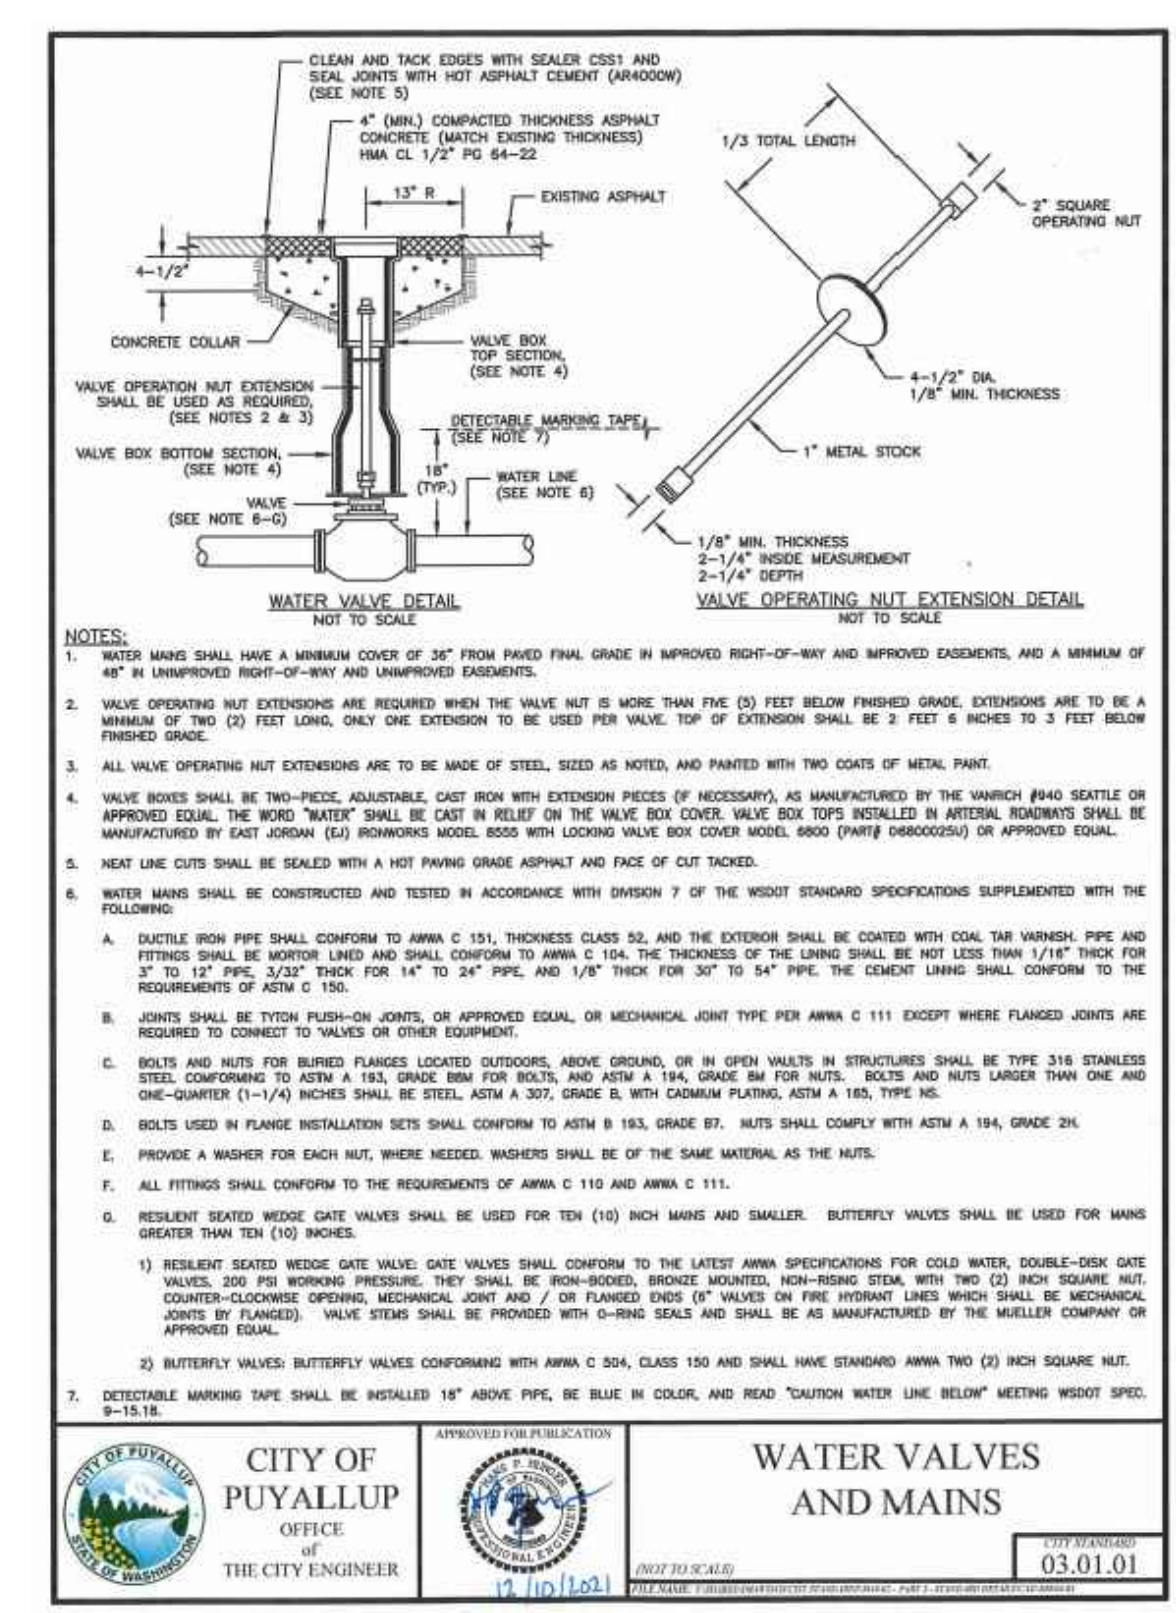 CLEAN AND TACK EDGES WITH SEALER CSS1 AND
SEAL JOINTS WITH HOT ASPHALT CEMENT (AR4000W)
(SEE NOTE 5)
4" (MIN.) COMPACTED THICKNESS ASPHALT
CONCRETE (MATCH EXISTING THICKNESS)
HMA CL 1/2" PG 64-22
13" R
EXISTING ASPHALT
4-1/2"
CONCRETE COLLAR
VALVE BOX
TOP SECTION,
(SEE NOTE 4)
VALVE OPERATION NUT EXTENSION
SHALL BE USED AS REQUIRED,
(SEE NOTES 2 & 3)
DETECTABLE MARKING TAPE
(SEE NOTE 7)
VALVE BOX BOTTOM SECTION,
(SEE NOTE 4)
18"
(TYP.)
WATER LINE
(SEE NOTE 6)
VALVE
(SEE NOTE 6-G)
WATER VALVE DETAIL
NOT TO SCALE
1/3 TOTAL LENGTH
2" SQUARE
OPERATING NUT
4-1/2" DIA.
1/8" MIN. THICKNESS
1" METAL STOCK
1/8" MIN. THICKNESS
2-1/4" INSIDE MEASUREMENT
2-1/4" DEPTH
VALVE OPERATING NUT EXTENSION DETAIL
NOT TO SCALE
NOTES:
1. WATER MAINS SHALL HAVE A MINIMUM COVER OF 36" FROM PAVED FINAL GRADE IN IMPROVED RIGHT-OF-WAY AND IMPROVED EASEMENTS, AND A MINIMUM OF
48" IN UNIMPROVED RIGHT-OF-WAY AND UNIMPROVED EASEMENTS.
2. VALVE OPERATING NUT EXTENSIONS ARE REQUIRED WHEN THE VALVE NUT IS MORE THAN FIVE (5) FEET BELOW FINISHED GRADE. EXTENSIONS ARE TO BE A
MINIMUM OF TWO (2) FEET LONG, ONLY ONE EXTENSION TO BE USED PER VALVE. TOP OF EXTENSION SHALL BE 2 FEET 6 INCHES TO 3 FEET BELOW
FINISHED GRADE.
3. ALL VALVE OPERATING NUT EXTENSIONS ARE TO BE MADE OF STEEL, SIZED AS NOTED, AND PAINTED WITH TWO COATS OF METAL PAINT.
4. VALVE BOXES SHALL BE TWO-PIECE, ADJUSTABLE, CAST IRON WITH EXTENSION PIECES (IF NECESSARY), AS MANUFACTURED BY THE VANRICH #940 SEATTLE OR
APPROVED EQUAL. THE WORD "WATER" SHALL BE CAST IN RELIEF ON THE VALVE BOX COVER. VALVE BOX TOPS INSTALLED IN ARTERIAL ROADWAYS SHALL BE
MANUFACTURED BY EAST JORDAN (EJ) IRONWORKS MODEL 8555 WITH LOCKING VALVE BOX COVER MODEL 6800 (PART# 06800025U) OR APPROVED EQUAL.
5. NEAT LINE CUTS SHALL BE SEALED WITH A HOT PAVING GRADE ASPHALT AND FACE OF CUT TACKED.
6. WATER MAINS SHALL BE CONSTRUCTED AND TESTED IN ACCORDANCE WITH DIVISION 7 OF THE WSDOT STANDARD SPECIFICATIONS SUPPLEMENTED WITH THE
FOLLOWING:
A. DUCTILE IRON PIPE SHALL CONFORM TO AWWA C 151, THICKNESS CLASS 52, AND THE EXTERIOR SHALL BE COATED WITH COAL TAR VARNISH. PIPE AND
FITTINGS SHALL BE MORTOR LINED AND SHALL CONFORM TO AWWA C 104. THE THICKNESS OF THE LINING SHALL BE NOT LESS THAN 1/16" THICK FOR
3" TO 12" PIPE, 3/32" THICK FOR 14" TO 24" PIPE, AND 1/8" THICK FOR 30" TO 54" PIPE. THE CEMENT LINING SHALL CONFORM TO THE
REQUIREMENTS OF ASTM C 150.
B. JOINTS SHALL BE TYTON PUSH-ON JOINTS, OR APPROVED EQUAL, OR MECHANICAL JOINT TYPE PER AWWA C 111 EXCEPT WHERE FLANGED JOINTS ARE
REQUIRED TO CONNECT TO VALVES OR OTHER EQUIPMENT.
C. BOLTS AND NUTS FOR BURIED FLANGES LOCATED OUTDOORS, ABOVE GROUND, OR IN OPEN VAULTS IN STRUCTURES SHALL BE TYPE 316 STAINLESS
STEEL COMFORMING TO ASTM A 193, GRADE B8M FOR BOLTS, AND ASTM A 194, GRADE 8M FOR NUTS. BOLTS AND NUTS LARGER THAN ONE AND
ONE-QUARTER (1-1/4) INCHES SHALL BE STEEL, ASTM A 307, GRADE B, WITH CADMIUM PLATING, ASTM A 165, TYPE NS.
D. BOLTS USED IN FLANGE INSTALLATION SETS SHALL CONFORM TO ASTM B 193, GRADE B7. NUTS SHALL COMPLY WITH ASTM A 194, GRADE 2H.
E. PROVIDE A WASHER FOR EACH NUT, WHERE NEEDED. WASHERS SHALL BE OF THE SAME MATERIAL AS THE NUTS.
F. ALL FITTINGS SHALL CONFORM TO THE REQUIREMENTS OF AWWA C 110 AND AWWA C 111.
G. RESILIENT SEATED WEDGE GATE VALVES SHALL BE USED FOR TEN (10) INCH MAINS AND SMALLER. BUTTERFLY VALVES SHALL BE USED FOR MAINS
GREATER THAN TEN (10) INCHES.
1) RESILIENT SEATED WEDGE GATE VALVE: GATE VALVES SHALL CONFORM TO THE LATEST AWWA SPECIFICATIONS FOR COLD WATER, DOUBLE-DISK GATE
VALVES, 200 PSI WORKING PRESSURE. THEY SHALL BE IRON-BODIED, BRONZE MOUNTED, NON-RISING STEM, WITH TWO (2) INCH SQUARE NUT,
COUNTER-CLOCKWISE OPENING, MECHANICAL JOINT AND / OR FLANGED ENDS (6" VALVES ON FIRE HYDRANT LINES WHICH SHALL BE MECHANICAL
JOINTS BY FLANGED). VALVE STEMS SHALL BE PROVIDED WITH O-RING SEALS AND SHALL BE AS MANUFACTURED BY THE MUELLER COMPANY OR
APPROVED EQUAL.
2) BUTTERFLY VALVES: BUTTERFLY VALVES CONFORMING WITH AWWA C 504, CLASS 150 AND SHALL HAVE STANDARD AWWA TWO (2) INCH SQUARE NUT.
7. DETECTABLE MARKING TAPE SHALL BE INSTALLED 18" ABOVE PIPE, BE BLUE IN COLOR, AND READ "CAUTION WATER LINE BELOW" MEETING WSDOT SPEC.
9-15.18.
CITY OF PUYALLUP
STATE OF WASHINGTON
CITY OF
PUYALLUP
OFFICE
of
THE CITY ENGINEER
APPROVED FOR PUBLICATION
OF WASHINGTON
PROFESSIONAL ENGINEER
12/10/2021
WATER VALVES
AND MAINS
(NOT TO SCALE)
CITY STANDARD
03.01.01
FILE NAME: